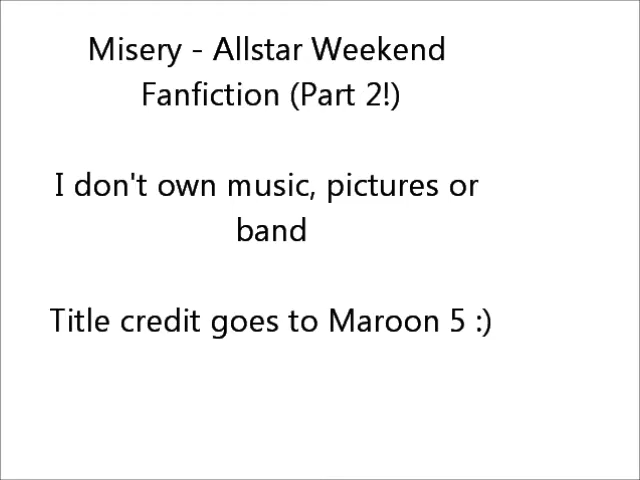 Misery - Allstar Weekend
Fanfiction (Part 2!)
I don't own music, pictures or
band
Title credit goes to Maroon 5 :)